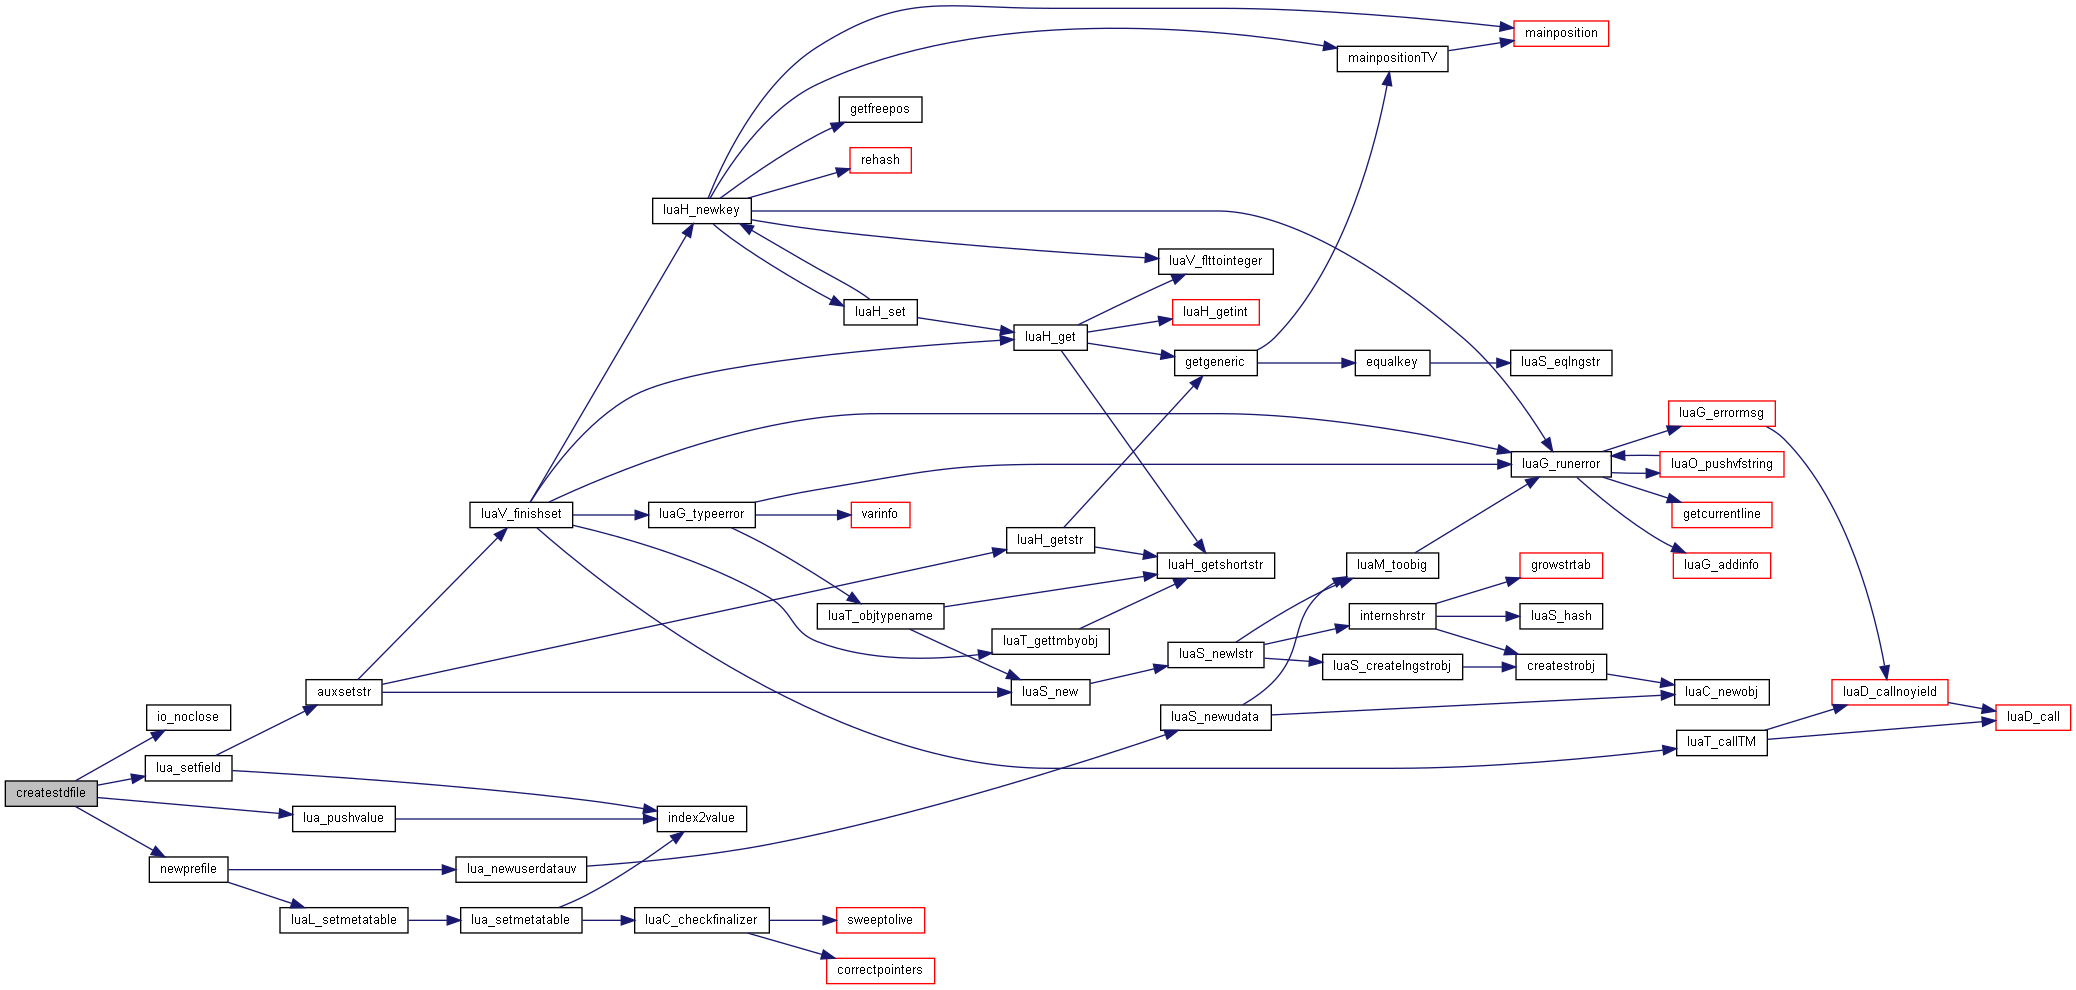 mainposition
mainpositionTV
getfreepos
rehash
luaH_newkey
luaV_flttointeger
luaH_set
luaH_getint
luaH_get
getgeneric
equalkey
luaS_eqlngstr
luaG_errormsg
luaG_runerror
luaO_pushvfstring
luaV_finishset
luaG_typeerror
varinfo
getcurrentline
luaH_getstr
luaH_getshortstr
luaM_toobig
growstrtab
luaG_addinfo
luaT_objtypename
internshrstr
luaS_hash
luaT_gettmbyobj
luaS_newlstr
luaS_createlngstrobj
createstrobj
auxsetstr
luaS_new
luaC_newobj
luaD_callnoyield
io_noclose
luaS_newudata
luaD_call
luaT_callTM
lua_setfield
createstdfile
lua_pushvalue
index2value
newprefile
lua_newuserdatauv
luaL_setmetatable
lua_setmetatable
luaC_checkfinalizer
sweeptolive
correctpointers